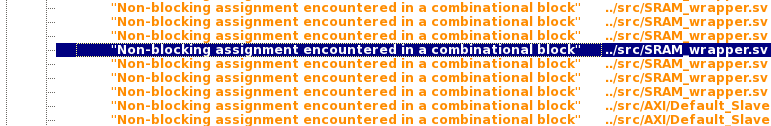 "Non-blocking assignment encountered in a combinational block" ../src/SRAM_wrapper.sv
"Non-blocking assignment encountered in a combinational block" ../src/SRAM_wrapper.sv
"Non-blocking assignment encountered in a combinational block" ../src/SRAM_wrapper.sv
"Non-blocking assignment encountered in a combinational block" ../src/SRAM_wrapper.sv
"Non-blocking assignment encountered in a combinational block" ../src/SRAM_wrapper.sv
"Non-blocking assignment encountered in a combinational block" ../src/SRAM_wrapper.sv
"Non-blocking assignment encountered in a combinational block" ../src/SRAM_wrapper.sv
"Non-blocking assignment encountered in a combinational block" ../src/AXI/Default_Slave
"Non-blocking assignment encountered in a combinational block" ../src/AXI/Default_Slave